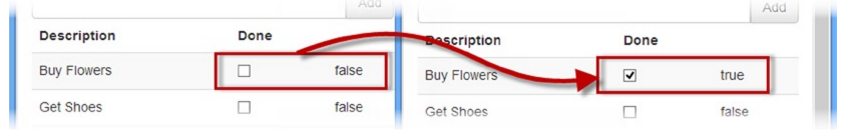 Add
Description Done
Buy Flowers false
Get Shoes false
Add
Description Done
Buy Flowers true
Get Shoes false